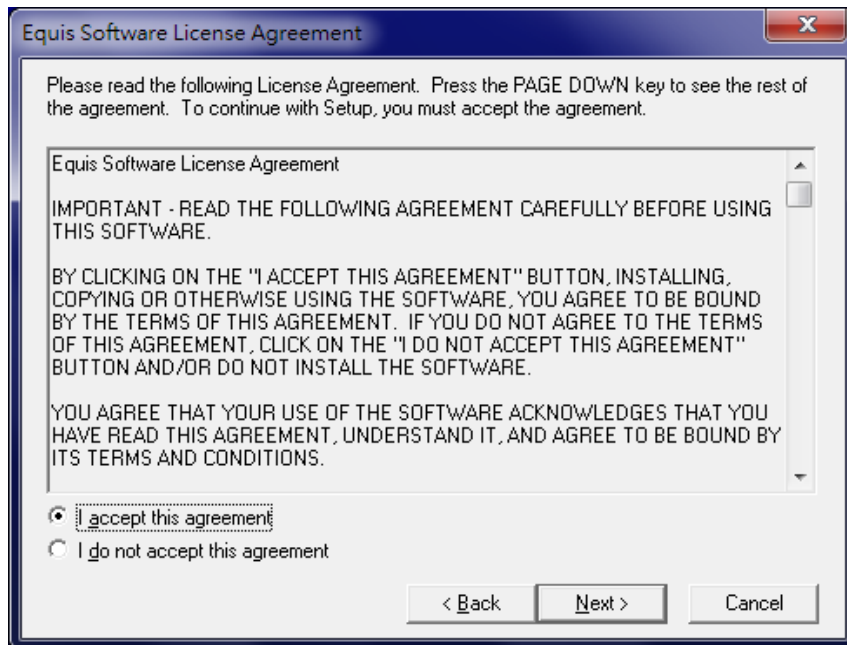 Equis Software License Agreement
Please read the following License Agreement. Press the PAGE DOWN key to see the rest of
the agreement. To continue with Setup, you must accept the agreement.
Equis Software License Agreement
IMPORTANT - READ THE FOLLOWING AGREEMENT CAREFULLY BEFORE USING
THIS SOFTWARE.
BY CLICKING ON THE "I ACCEPT THIS AGREEMENT" BUTTON, INSTALLING,
COPYING OR OTHERWISE USING THE SOFTWARE, YOU AGREE TO BE BOUND
BY THE TERMS OF THIS AGREEMENT. IF YOU DO NOT AGREE TO THE TERMS
OF THIS AGREEMENT, CLICK ON THE "I DO NOT ACCEPT THIS AGREEMENT"
BUTTON AND/OR DO NOT INSTALL THE SOFTWARE.
YOU AGREE THAT YOUR USE OF THE SOFTWARE ACKNOWLEDGES THAT YOU
HAVE READ THIS AGREEMENT, UNDERSTAND IT, AND AGREE TO BE BOUND BY
ITS TERMS AND CONDITIONS.
I accept this agreement
I do not accept this agreement
< Back Next > Cancel